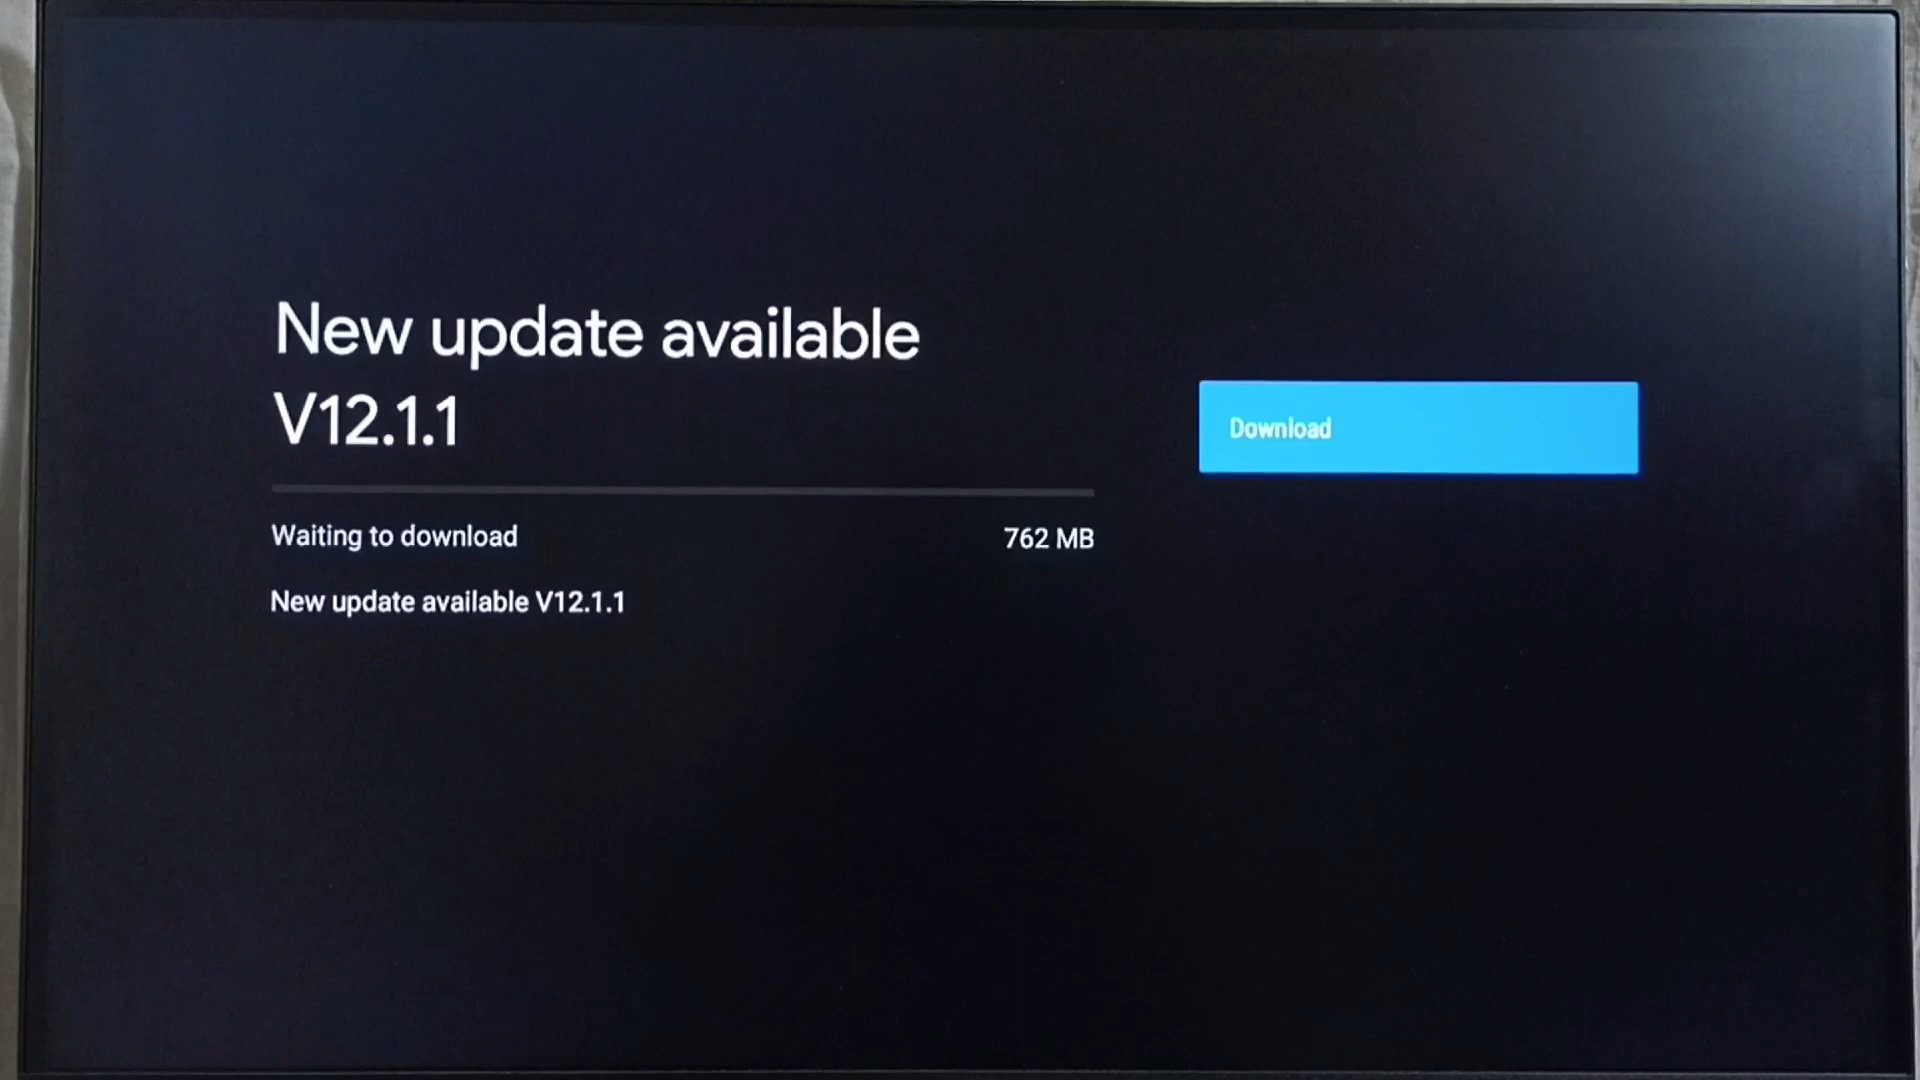 New update available
V12.1.1
Download
Waiting to download 762 MB
New update available V12.1.1